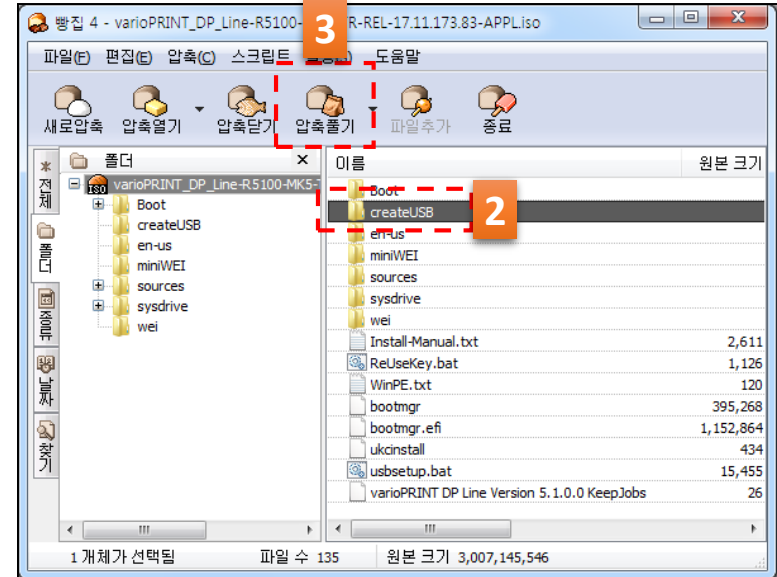 빵집 4 - varioPRINT_DP_Line-R5100- R-REL-17.11.173.83-APPL.iso
3
파일(F) 편집(E) 압축(C) 스크립트 도움말
새로압축 압축열기 압축닫기 압축풀기 파일추가 종료
전체
폴더
종류
날짜
찾기
폴더
varioPRINT_DP_Line-R5100-MK5-
Boot
createUSB
en-us
miniWEI
sources
sysdrive
wei
이름 원본 크기
Boot
createUSB
2
en-us
miniWEI
sources
sysdrive
wei
Install-Manual.txt 2,611
ReUseKey.bat 1,126
WinPE.txt 120
bootmgr 395,268
bootmgr.efi 1,152,864
ukcinstall 434
usbsetup.bat 15,455
varioPRINT DP Line Version 5.1.0.0 KeepJobs 26
1 개체가 선택됨 파일 수 135 원본 크기 3,007,145,546